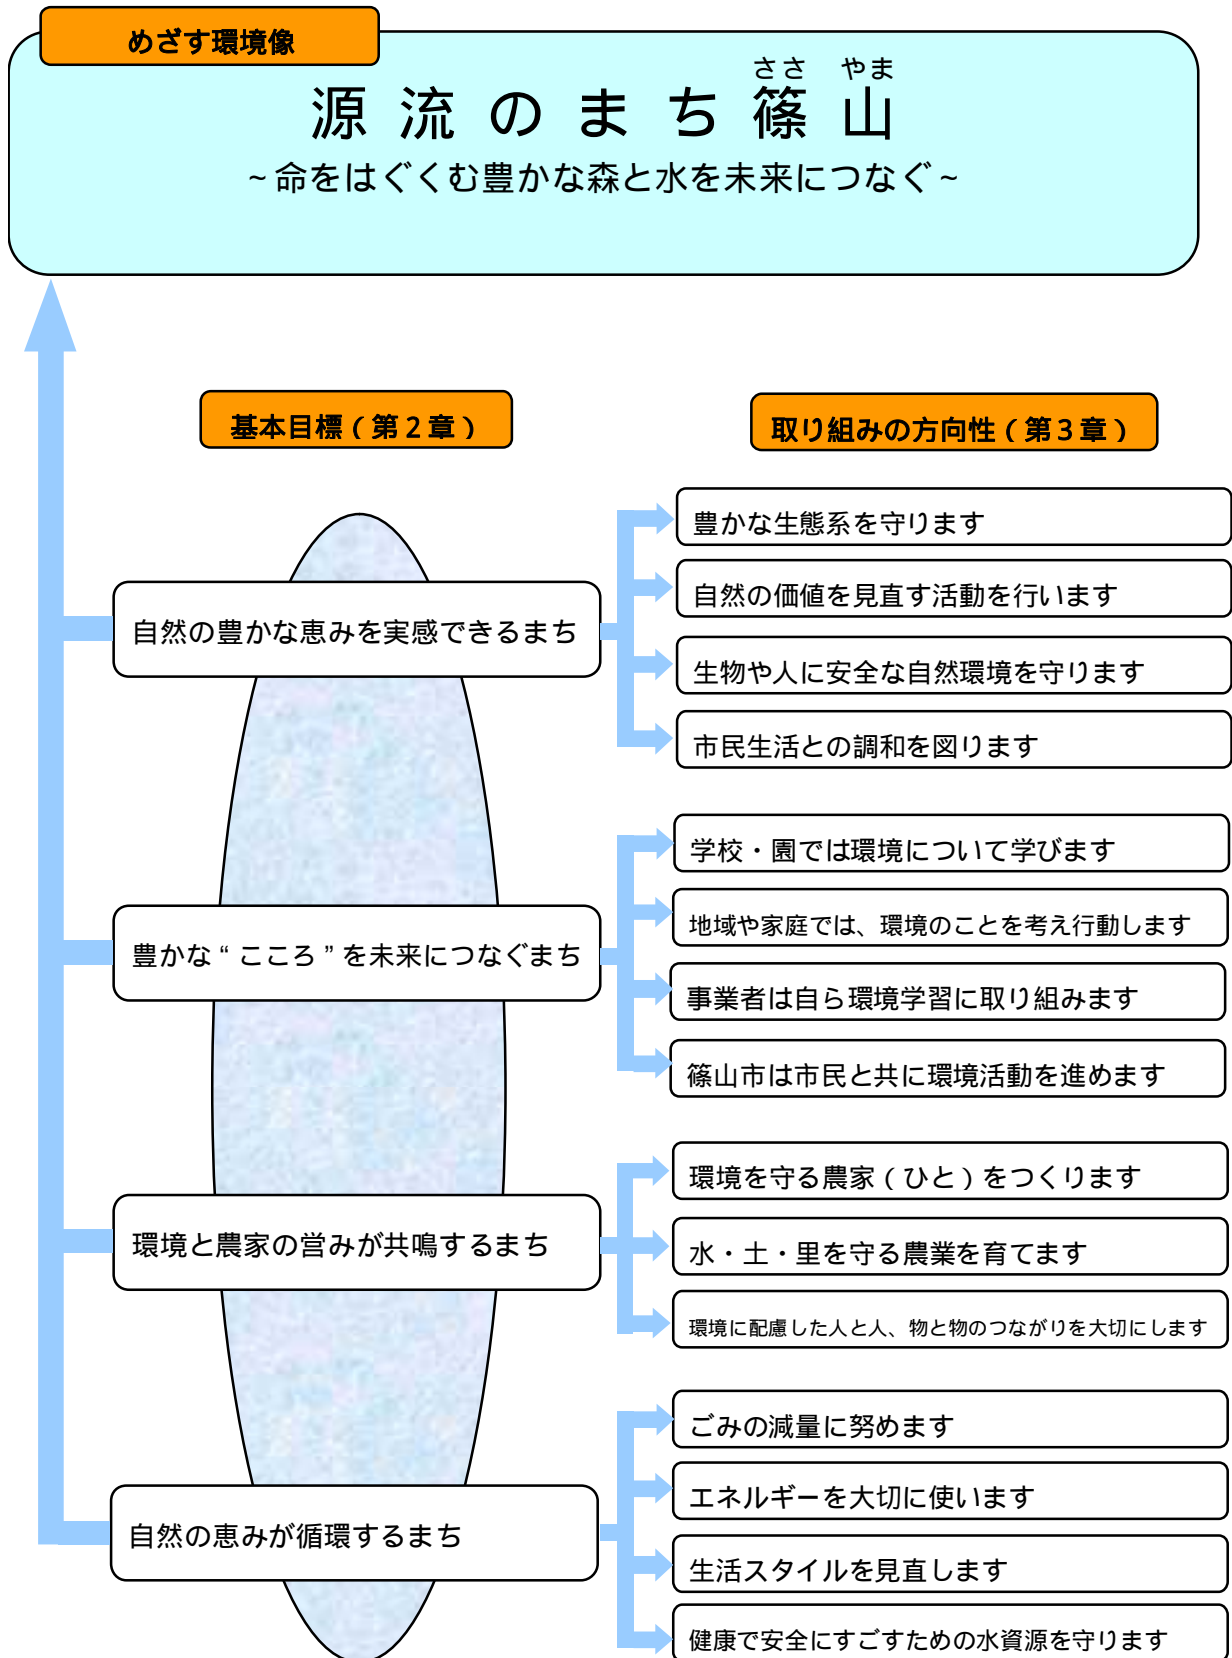 めざす環境像
ささ やま
源流のまち篠山
~命をはぐくむ豊かな森と水を未来につなぐ~
基本目標(第2章)
取り組みの方向性(第3章)
自然の豊かな恵みを実感できるまち
豊かな生態系を守ります
自然の価値を見直す活動を行います
生物や人に安全な自然環境を守ります
市民生活との調和を図ります
豊かな“こころ”を未来につなぐまち
学校・園では環境について学びます
地域や家庭では、環境のことを考え行動します
事業者は自ら環境学習に取り組みます
篠山市は市民と共に環境活動を進めます
環境と農家の営みが共鳴するまち
環境を守る農家(ひと)をつくります
水・土・里を守る農業を育てます
環境に配慮した人と人、物と物のつながりを大切にします
自然の恵みが循環するまち
ごみの減量に努めます
エネルギーを大切に使います
生活スタイルを見直します
健康で安全にすごすための水資源を守ります